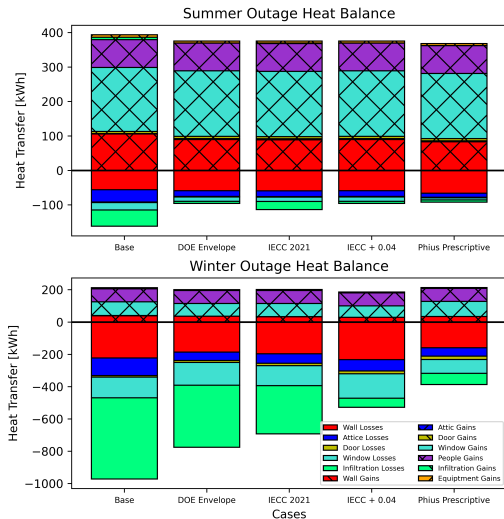 Summer Outage Heat Balance
400
300
200
100
0
−100
Heat Transfer [kWh]
Base
DOE Envelope
IECC 2021
IECC + 0.04
Phius Prescriptive
Winter Outage Heat Balance
200
0
−200
−400
−600
−800
−1000
Heat Transfer [kWh]
Wall Losses
Attice Losses
Door Losses
Window Losses
Infiltration Losses
Wall Gains
Attic Gains
Door Gains
Window Gains
People Gains
Infiltration Gains
Equiptment Gains
Base
DOE Envelope
IECC 2021
IECC + 0.04
Phius Prescriptive
Cases